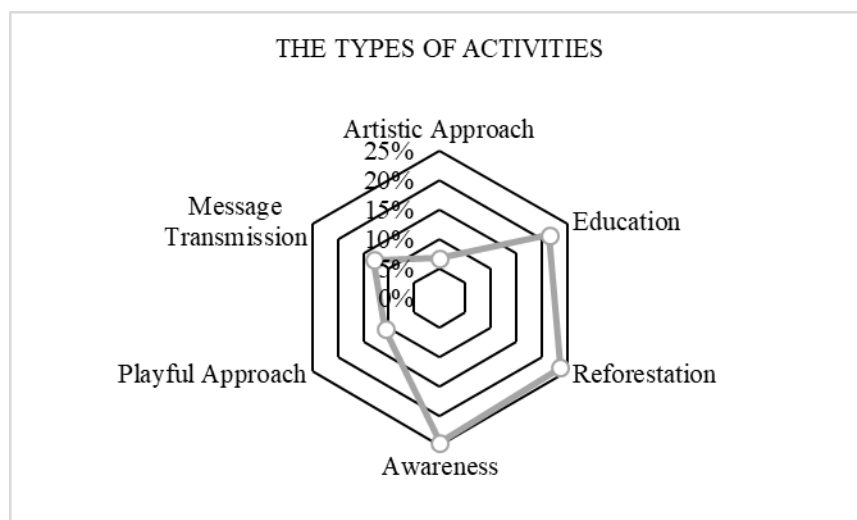 THE TYPES OF ACTIVITIES
Artistic Approach
25%
20%
15%
10%
5%
0%
Message
Transmission
Education
Playful Approach
Reforestation
Awareness